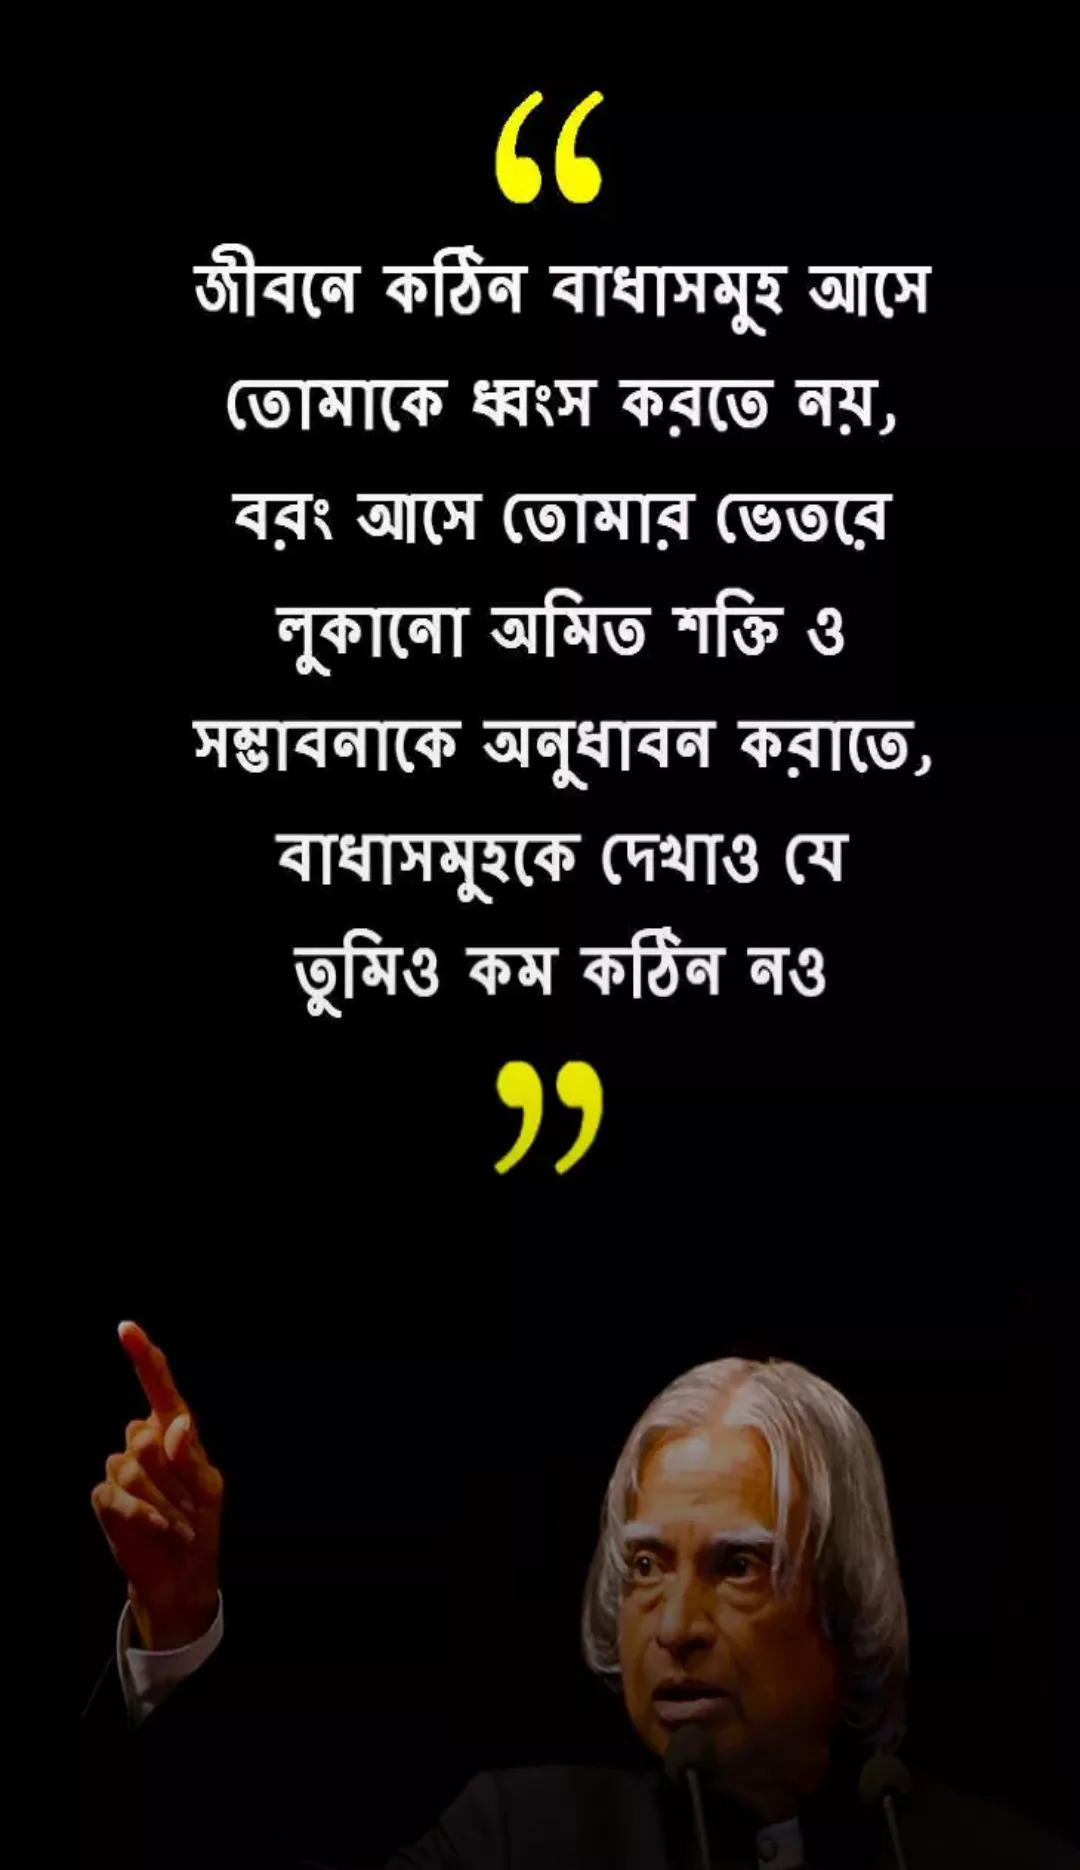 “
জীবনে কঠিন বাধাসমুহ আসে
তোমাকে ধ্বংস করতে নয়,
বরং আসে তোমার ভেতরে
লুকানো অমিত শক্তি ও
সম্ভাবনাকে অনুধাবন করাতে,
বাধাসমুহকে দেখাও যে
তুমিও কম কঠিন নও
”